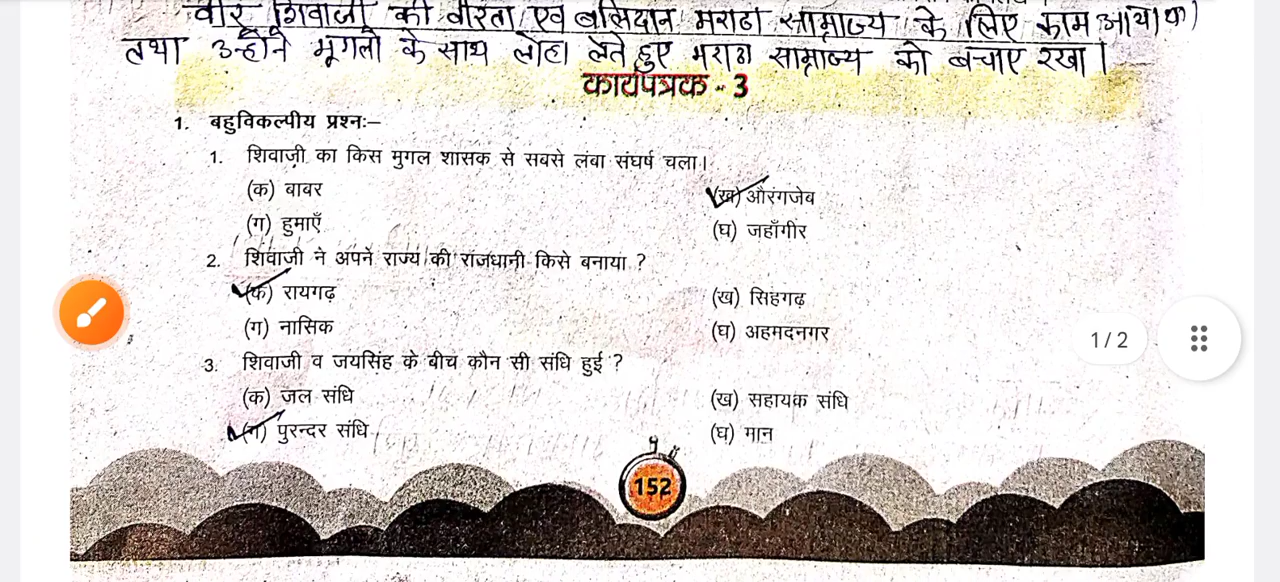 वीर शिवाजी की वीरता एवं बलिदान मराठा साम्राज्य के लिए काम आया था।
तथा उन्होंने मूगलो के साथ लोहा लेते हुए मराठा साम्राज्य को बचाए रखा।
कार्यपत्रक - 3
1. बहुविकल्पीय प्रश्न:–
1. शिवाजी का किस मुगल शासक से सबसे लंबा संघर्ष चला।
(क) बाबर (ख) औरंगजेब
(ग) हुमाएँ (घ) जहाँगीर
2. शिवाजी ने अपने राज्य की राजधानी किसे बनाया ?
(क) रायगढ़ (ख) सिंहगढ़
(ग) नासिक (घ) अहमदनगर
3. शिवाजी व जयसिंह के बीच कौन सी संधि हुई ?
(क) जल संधि (ख) सहायक संधि
(ग) पुरन्दर संधि (घ) मान
152
1/2